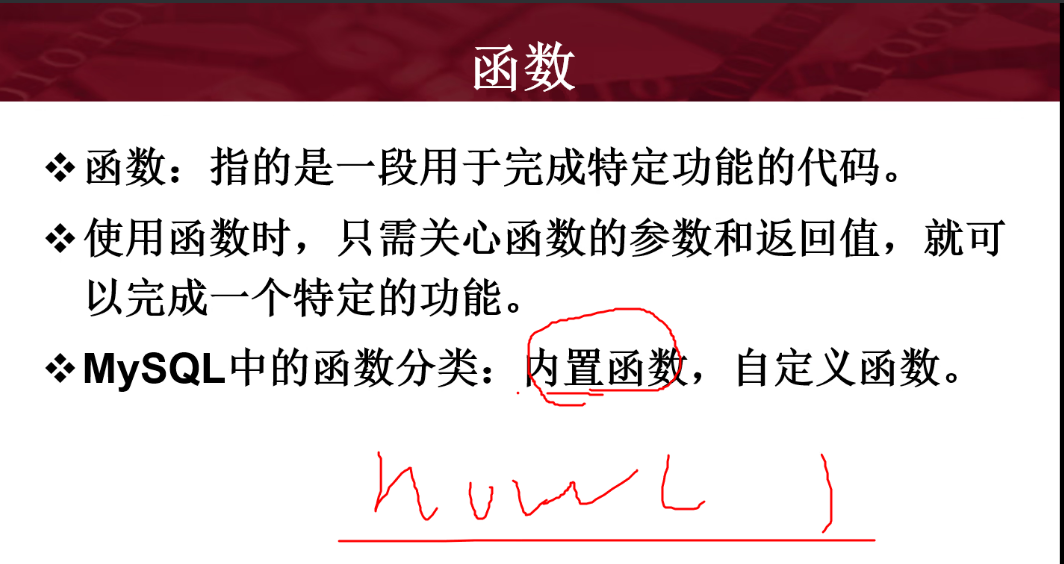 函数
❖函数：指的是一段用于完成特定功能的代码。
❖使用函数时，只需关心函数的参数和返回值，就可
以完成一个特定的功能。
❖MySQL中的函数分类：内置函数，自定义函数。